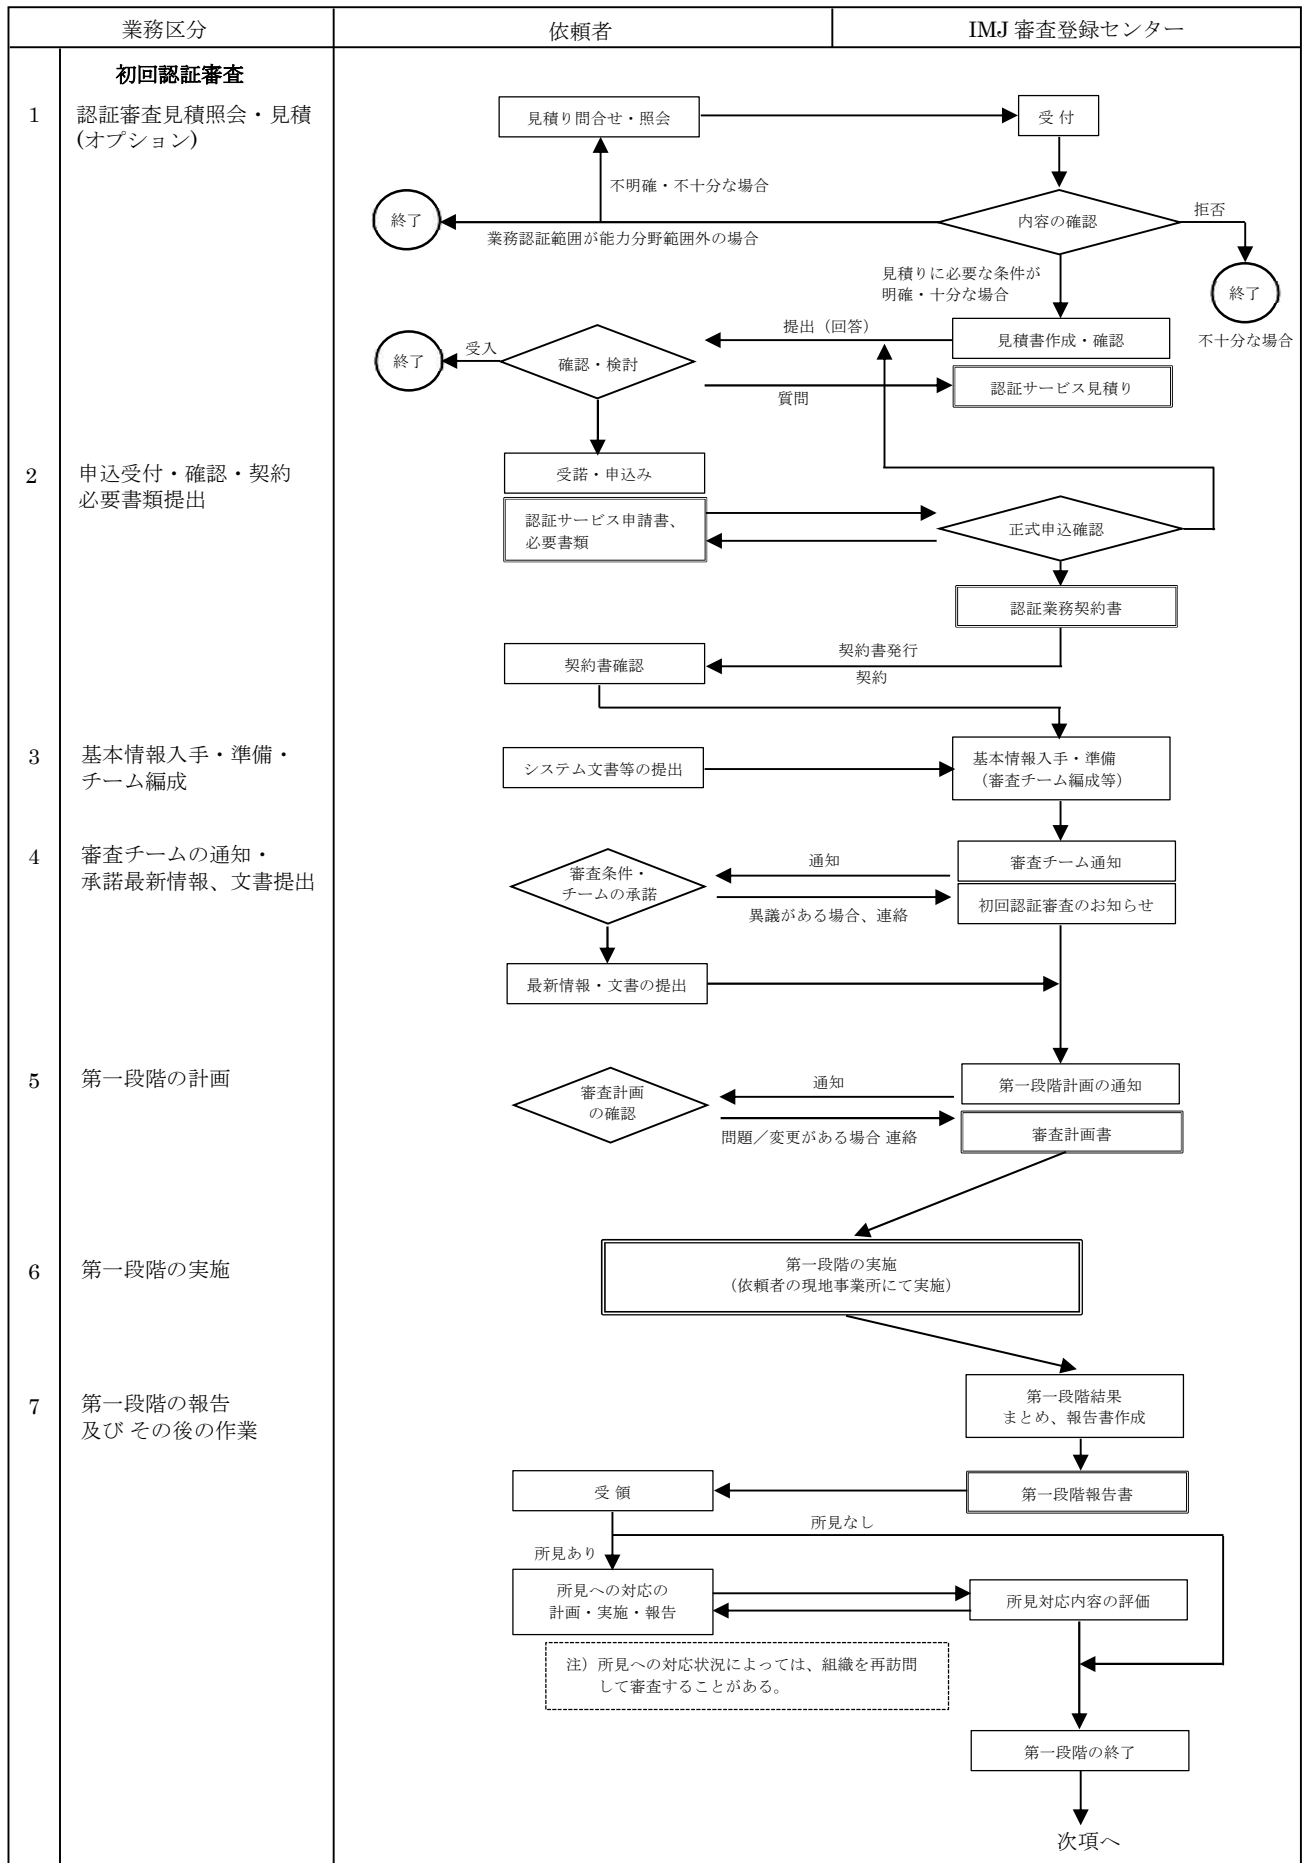 業務区分
依頼者
IMJ 審査登録センター
初回認証審査
1
認証審査見積照会・見積
(オプション)
見積り問合せ・照会
受 付
不明確・不十分な場合
終了
内容の確認
拒否
業務認証範囲が能力分野範囲外の場合
見積りに必要な条件が
明確・十分な場合
終了
不十分な場合
提出（回答）
見積書作成・確認
終了
受入
確認・検討
質問
認証サービス見積り
2
申込受付・確認・契約
必要書類提出
受諾・申込み
認証サービス申請書、
必要書類
正式申込確認
認証業務契約書
契約書確認
契約書発行
契約
3
基本情報入手・準備・
チーム編成
システム文書等の提出
基本情報入手・準備
（審査チーム編成等）
4
審査チームの通知・
承諾最新情報、文書提出
審査条件・
チームの承諾
通知
審査チーム通知
異議がある場合、連絡
初回認証審査のお知らせ
最新情報・文書の提出
5
第一段階の計画
審査計画
の確認
通知
第一段階計画の通知
問題／変更がある場合 連絡
審査計画書
6
第一段階の実施
第一段階の実施
（依頼者の現地事業所にて実施）
7
第一段階の報告
及び その後の作業
第一段階結果
まとめ、報告書作成
受 領
第一段階報告書
所見なし
所見あり
所見への対応の
計画・実施・報告
所見対応内容の評価
注）所見への対応状況によっては、組織を再訪問
して審査することがある。
第一段階の終了
次項へ